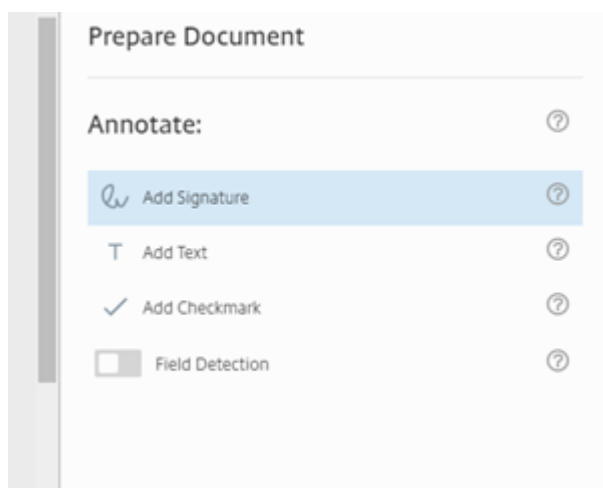 Prepare Document
Annotate:
Add Signature
T Add Text
Add Checkmark
Field Detection